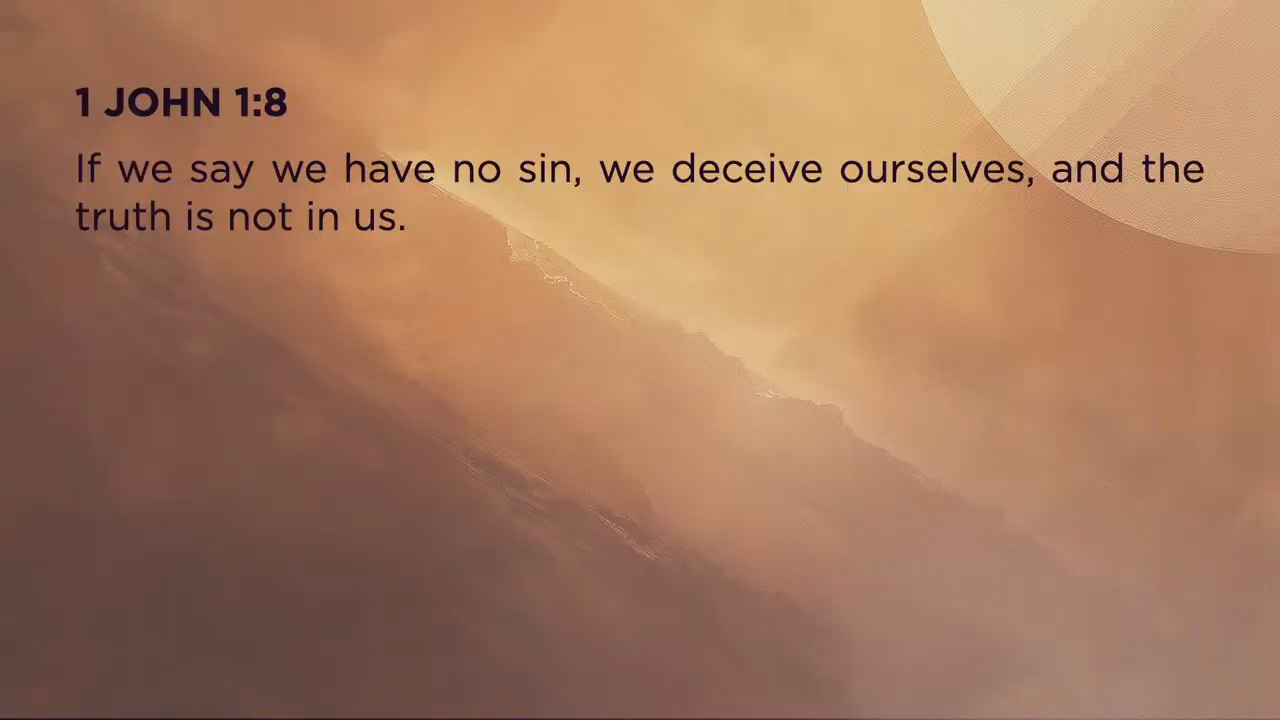 1 JOHN 1:8
If we say we have no sin, we deceive ourselves, and the
truth is not in us.